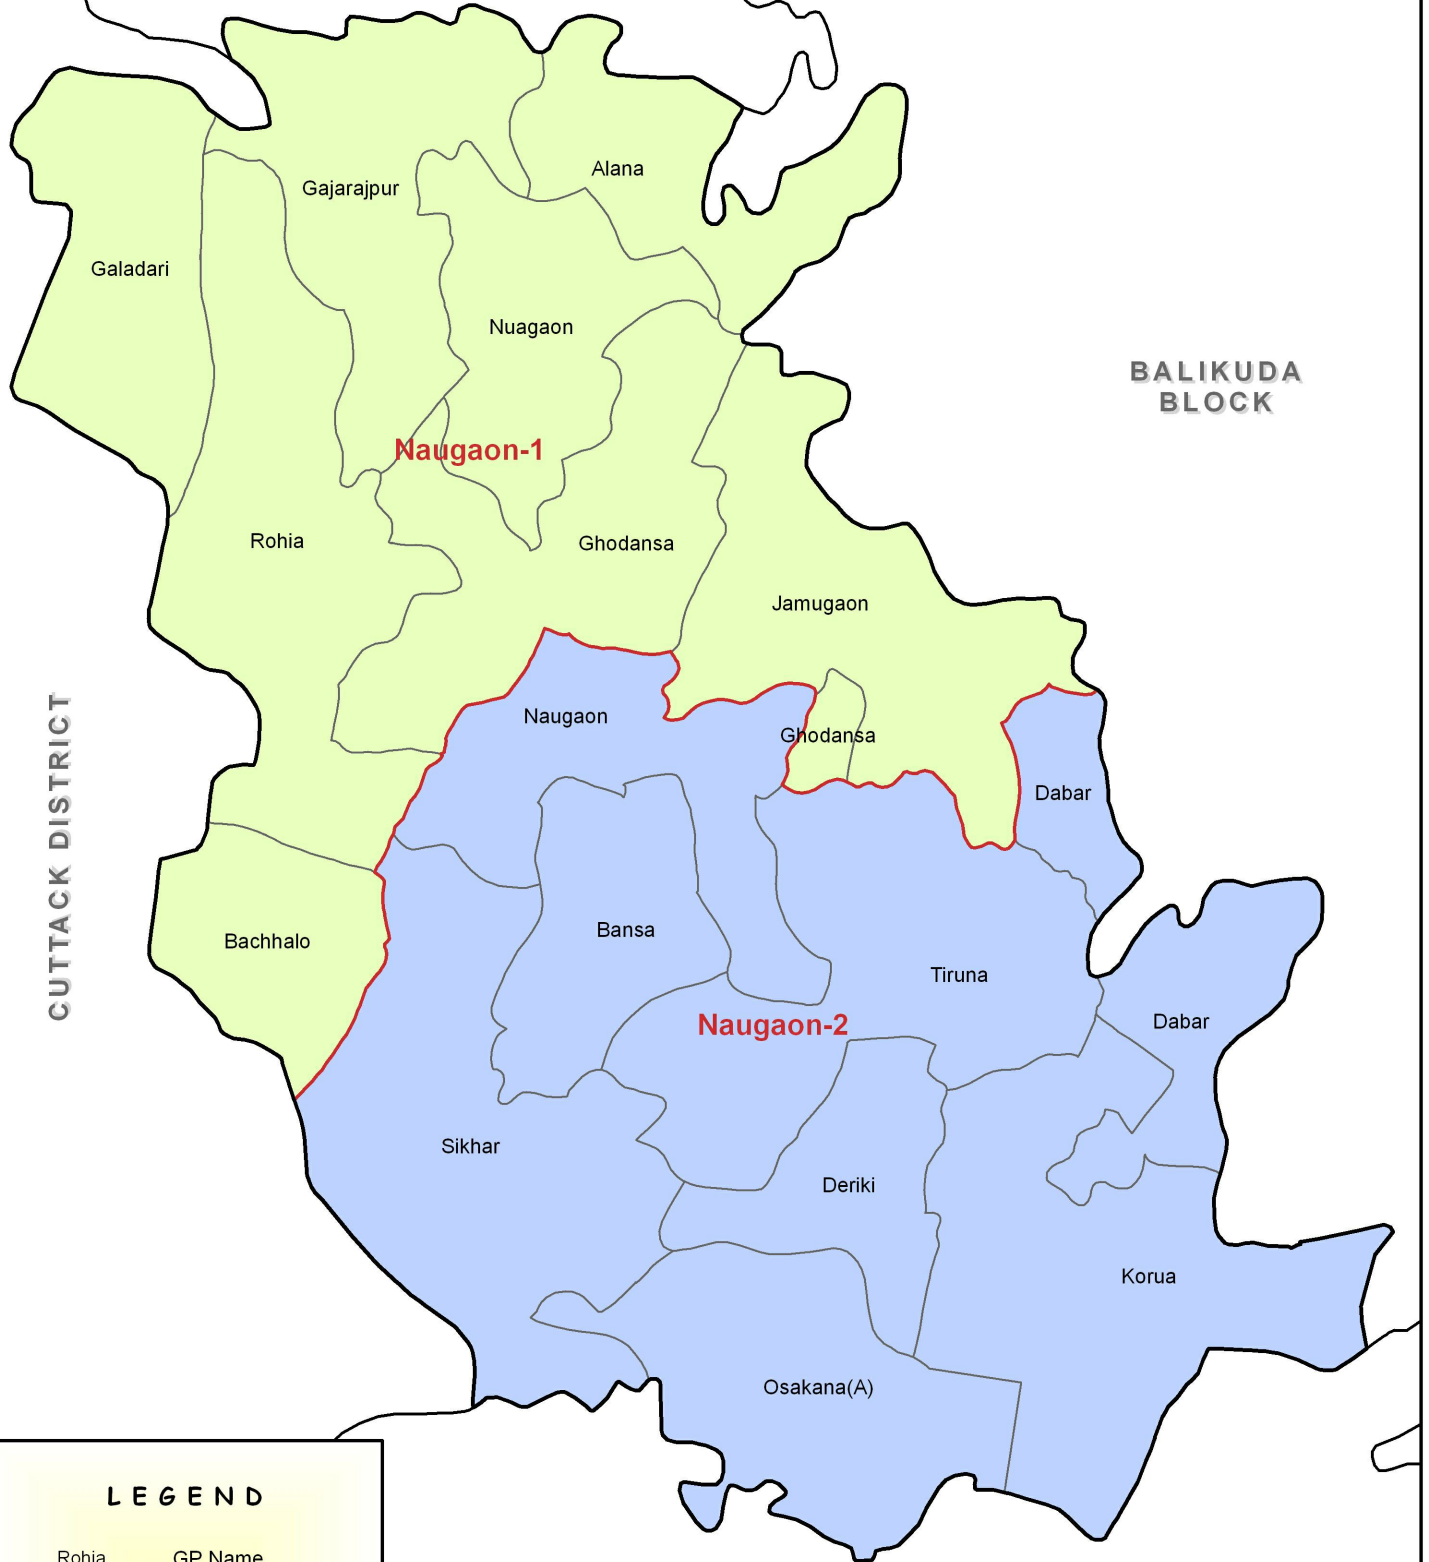 Alana
Gajarajpur
Galadari
Nuagaon
BALIKUDA
BLOCK
Naugaon-1
Rohia
Ghodansa
Jamugaon
Naugaon
Ghodansa
Dabar
CUTTACK DISTRICT
Bansa
Bachhalo
Tiruna
Dabar
Naugaon-2
Sikhar
Deriki
Korua
Osakana(A)
LEGEND
Rohia GP Name